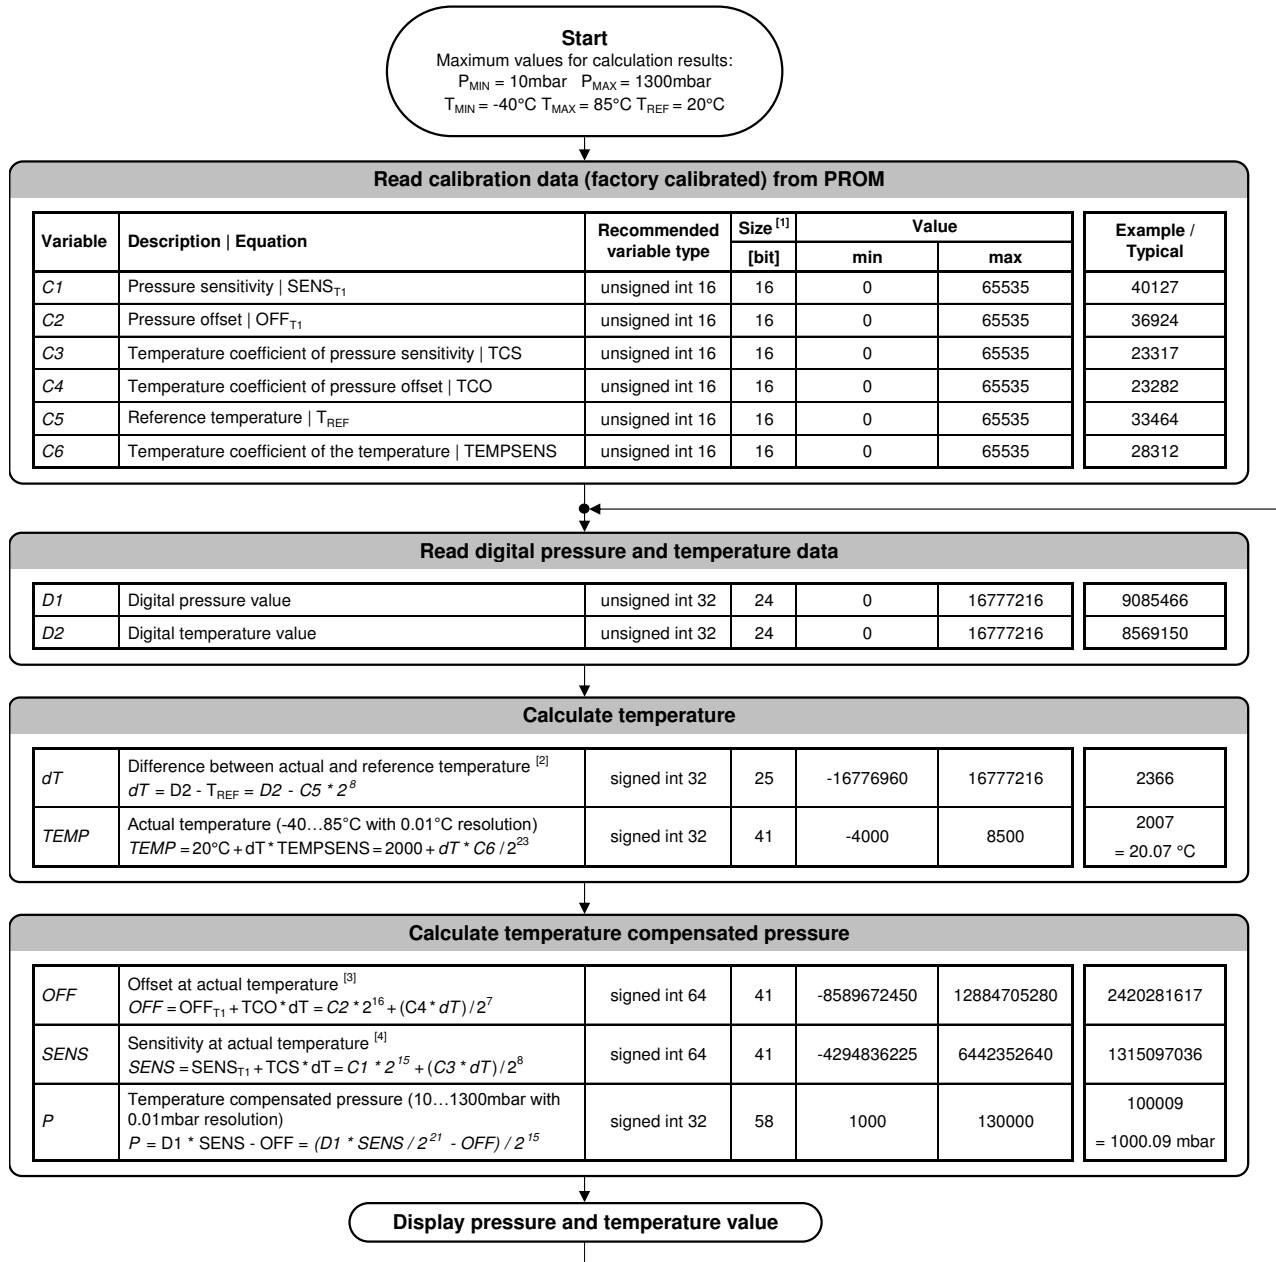 Start
Maximum values for calculation results:
P_MIN = 10mbar P_MAX = 1300mbar
T_MIN = -40°C T_MAX = 85°C T_REF = 20°C
Read calibration data (factory calibrated) from PROM
Variable | Description | Equation | Recommended variable type | Size [1] [bit] | Value min | max | Example / Typical
C1 Pressure sensitivity | SENS_T1 unsigned int 16 16 0 65535 40127
C2 Pressure offset | OFF_T1 unsigned int 16 16 0 65535 36924
C3 Temperature coefficient of pressure sensitivity | TCS unsigned int 16 16 0 65535 23317
C4 Temperature coefficient of pressure offset | TCO unsigned int 16 16 0 65535 23282
C5 Reference temperature | T_REF unsigned int 16 16 0 65535 33464
C6 Temperature coefficient of the temperature | TEMPSENS unsigned int 16 16 0 65535 28312
Read digital pressure and temperature data
D1 Digital pressure value unsigned int 32 24 0 16777216 9085466
D2 Digital temperature value unsigned int 32 24 0 16777216 8569150
Calculate temperature
dT Difference between actual and reference temperature [2]
dT = D2 - T_REF = D2 - C5 * 2^8 signed int 32 25 -16776960 16777216 2366
TEMP Actual temperature (-40…85°C with 0.01°C resolution)
TEMP = 20°C + dT * TEMPSENS = 2000 + dT * C6 / 2^23 signed int 32 41 -4000 8500 2007
= 20.07 °C
Calculate temperature compensated pressure
OFF Offset at actual temperature [3]
OFF = OFF_T1 + TCO * dT = C2 * 2^16 + (C4 * dT) / 2^7 signed int 64 41 -8589672450 12884705280 2420281617
SENS Sensitivity at actual temperature [4]
SENS = SENS_T1 + TCS * dT = C1 * 2^15 + (C3 * dT) / 2^8 signed int 64 41 -4294836225 6442352640 1315097036
P Temperature compensated pressure (10…1300mbar with
0.01mbar resolution) signed int 32 58 1000 130000 100009
P = D1 * SENS - OFF = (D1 * SENS / 2^21 - OFF) / 2^15 = 1000.09 mbar
Display pressure and temperature value